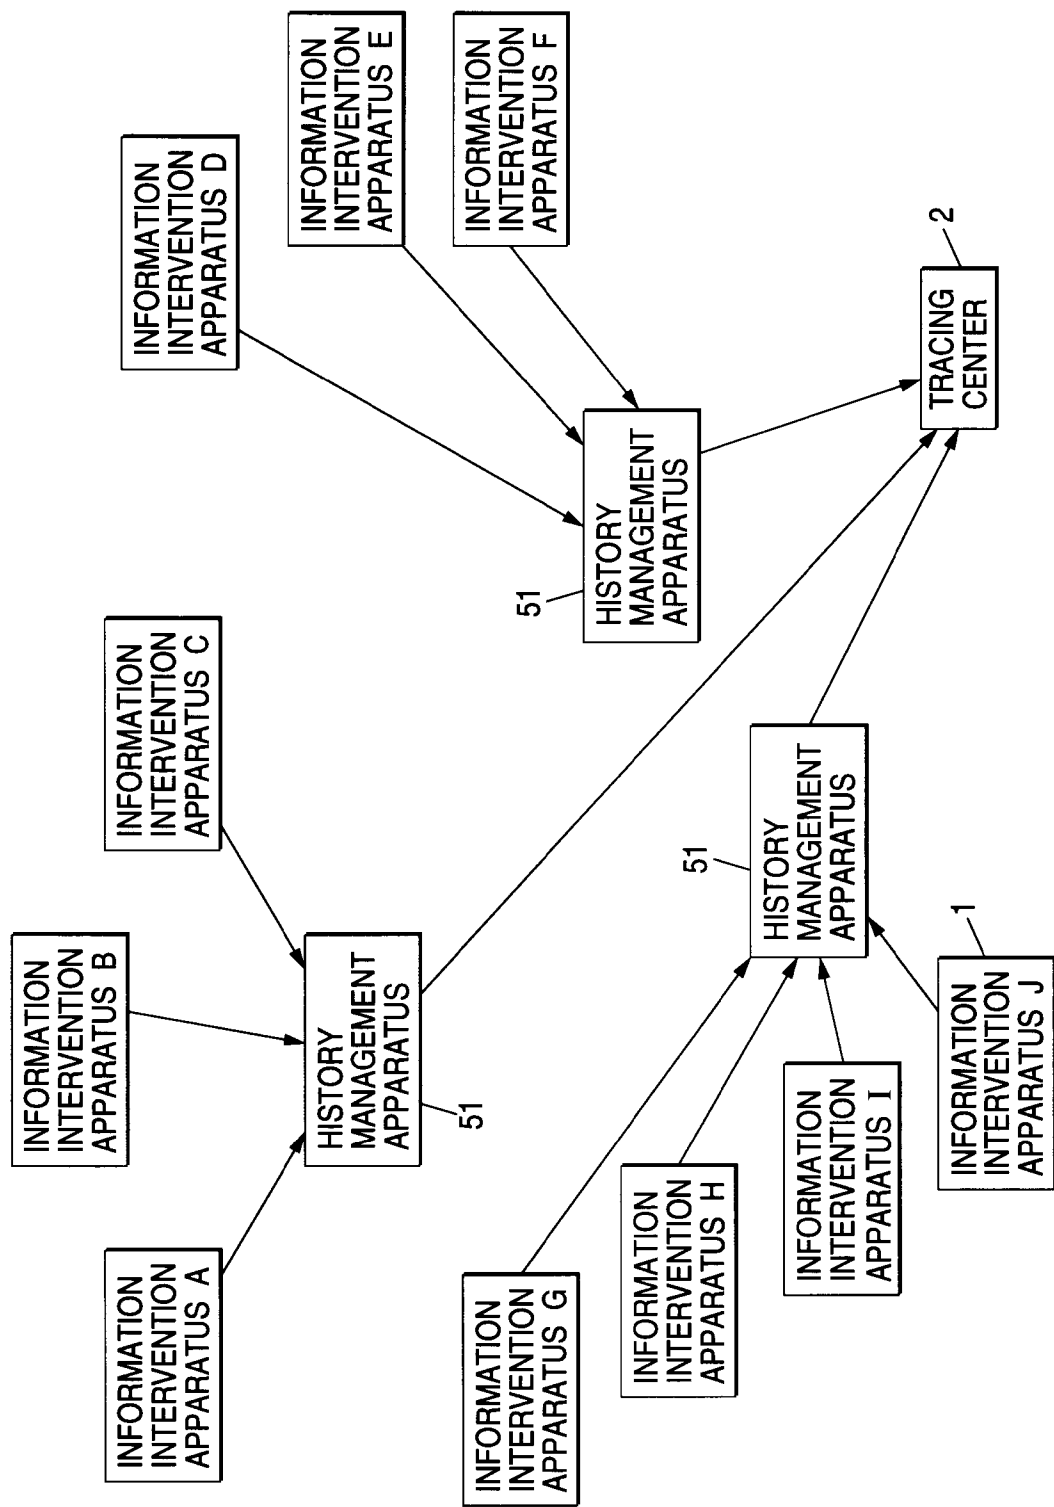 INFORMATION
INTERVENTION
APPARATUS A
INFORMATION
INTERVENTION
APPARATUS B
INFORMATION
INTERVENTION
APPARATUS C
INFORMATION
INTERVENTION
APPARATUS D
INFORMATION
INTERVENTION
APPARATUS E
INFORMATION
INTERVENTION
APPARATUS F
HISTORY
MANAGEMENT
APPARATUS
51
51
HISTORY
MANAGEMENT
APPARATUS
INFORMATION
INTERVENTION
APPARATUS G
INFORMATION
INTERVENTION
APPARATUS H
INFORMATION
INTERVENTION
APPARATUS I
INFORMATION
INTERVENTION
APPARATUS J
1
51
HISTORY
MANAGEMENT
APPARATUS
TRACING
CENTER
2